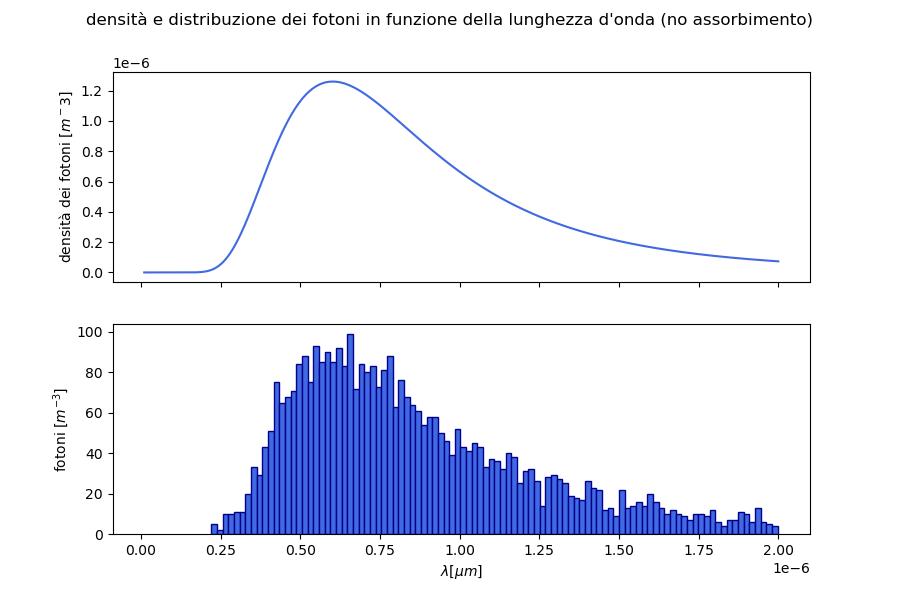 densità e distribuzione dei fotoni in funzione della lunghezza d'onda (no assorbimento)
1e−6
1.2
1.0
0.8
0.6
0.4
0.2
0.0
densità dei fotoni [m⁻3]
100
80
60
40
20
0
fotoni [m⁻³]
0.00 0.25 0.50 0.75 1.00 1.25 1.50 1.75 2.00
1e−6
λ[μm]